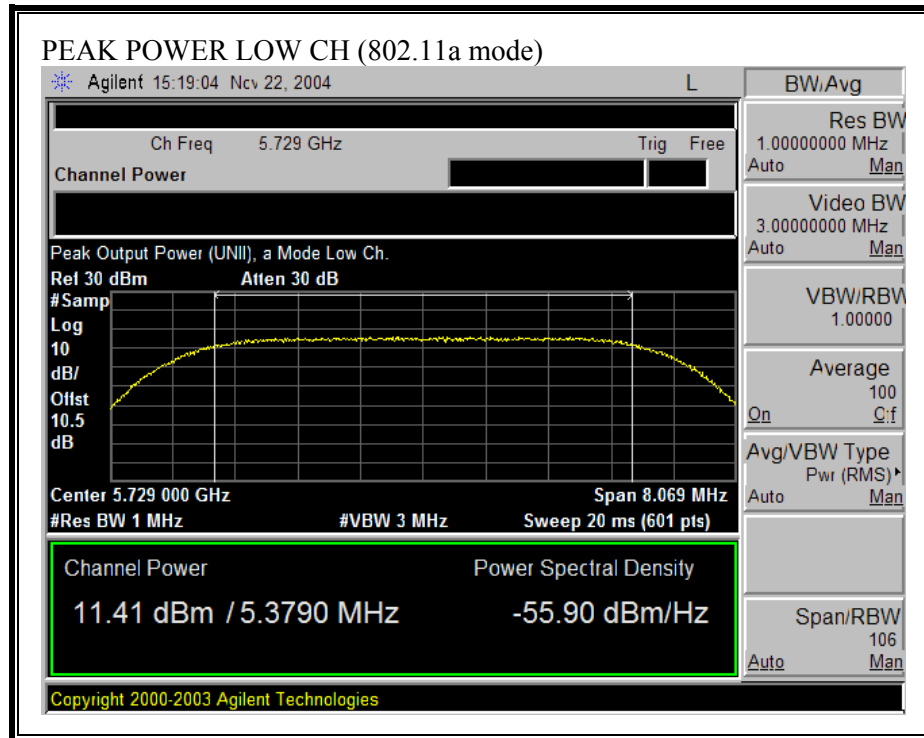 PEAK POWER LOW CH (802.11a mode)
Agilent 15:19:04 Nov 22, 2004 L
BW/Avg
Ch Freq 5.729 GHz Trig Free
Channel Power
Peak Output Power (UNII), a Mode Low Ch.
Ref 30 dBm Atten 30 dB
#Samp
Log
10
dB/
Offst
10.5
dB
Center 5.729 000 GHz Span 8.069 MHz
#Res BW 1 MHz #VBW 3 MHz Sweep 20 ms (601 pts)
Channel Power Power Spectral Density
11.41 dBm / 5.3790 MHz -55.90 dBm/Hz
Copyright 2000-2003 Agilent Technologies
Res BW
1.00000000 MHz
Auto Man
Video BW
3.00000000 MHz
Auto Man
VBW/RBW
1.00000
Average
100
On Off
Avg/VBW Type
Pwr (RMS)
Auto Man
Span/RBW
106
Auto Man